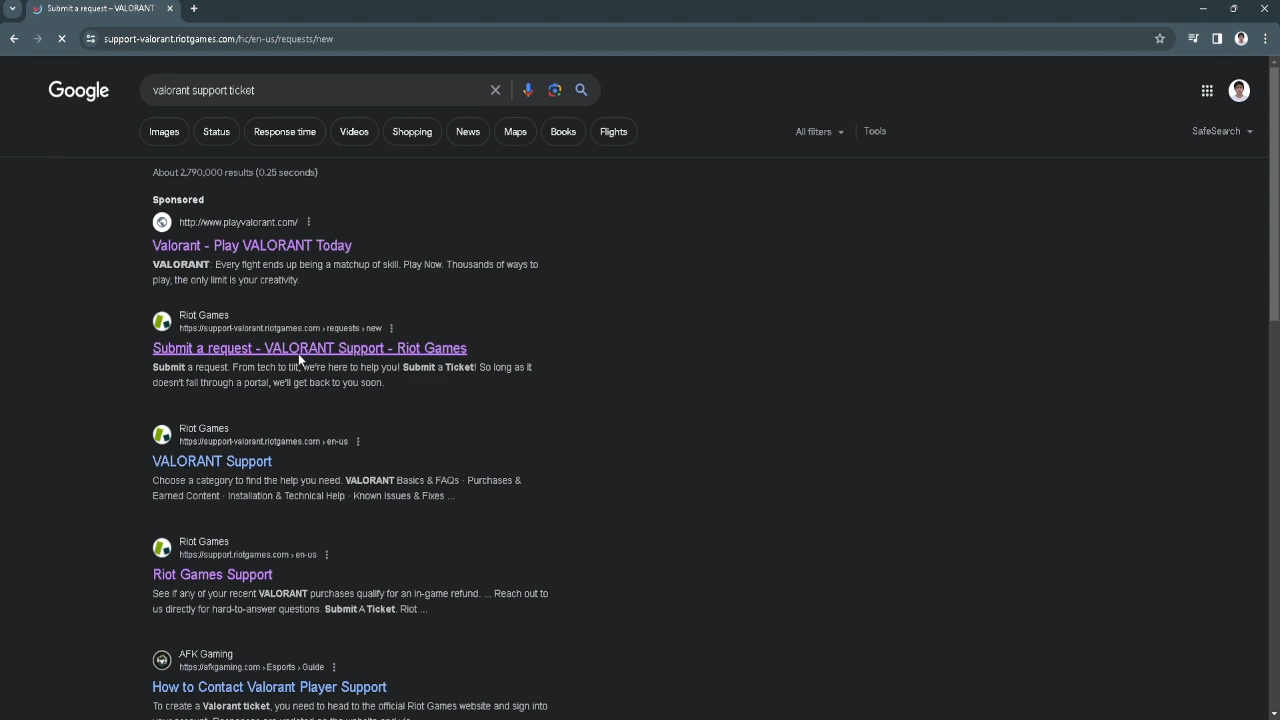 Submit a request – VALORANT
support-valorant.riotgames.com/hc/en-us/requests/new
Google
valorant support ticket
Images
Status
Response time
Videos
Shopping
News
Maps
Books
Flights
All filters
Tools
SafeSearch
About 2,790,000 results (0.25 seconds)
Sponsored
http://www.playvalorant.com/
Valorant - Play VALORANT Today
VALORANT: Every fight ends up being a matchup of skill. Play Now. Thousands of ways to
play, the only limit is your creativity.
Riot Games
https://support-valorant.riotgames.com › requests › new
Submit a request - VALORANT Support - Riot Games
Submit a request. From tech to tilt, we're here to help you! Submit a Ticket! So long as it
doesn't fall through a portal, we'll get back to you soon.
Riot Games
https://support-valorant.riotgames.com › en-us
VALORANT Support
Choose a category to find the help you need. VALORANT Basics & FAQs · Purchases &
Earned Content · Installation & Technical Help · Known Issues & Fixes ...
Riot Games
https://support.riotgames.com › en-us
Riot Games Support
See if any of your recent VALORANT purchases qualify for an in-game refund. ... Reach out to
us directly for hard-to-answer questions. Submit A Ticket. Riot ...
AFK Gaming
https://afkgaming.com › Esports › Guide
How to Contact Valorant Player Support
To create a Valorant ticket, you need to head to the official Riot Games website and sign into